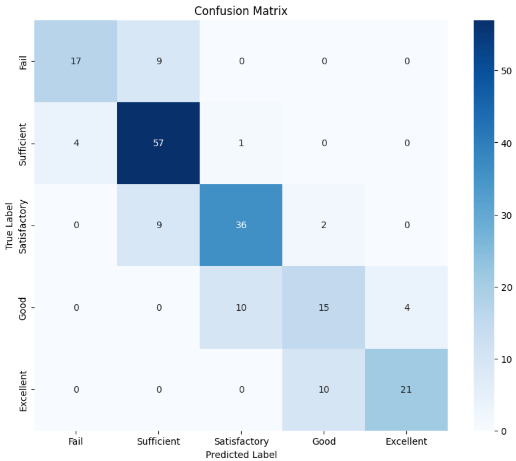 Confusion Matrix
Fail 17 9 0 0 0
Sufficient 4 57 1 0 0
Satisfactory 0 9 36 2 0
Good 0 0 10 15 4
Excellent 0 0 0 10 21
True Label
Fail Sufficient Satisfactory Good Excellent
Predicted Label
50
40
30
20
10
0